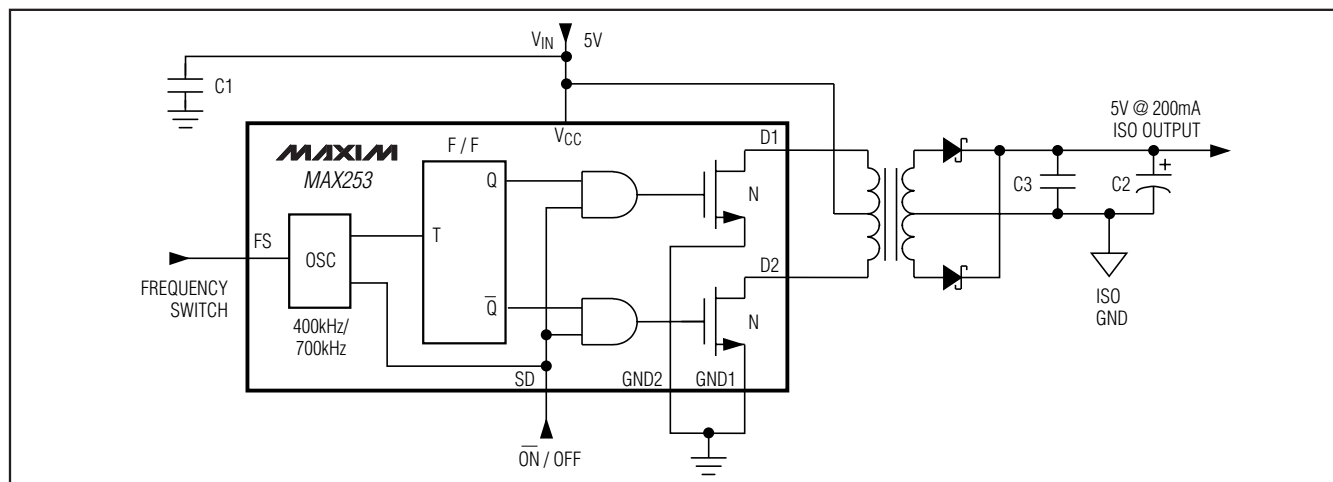 VIN 5V
C1
VCC
MAXIM
MAX253
F / F
D1
5V @ 200mA
ISO OUTPUT
Q
N
C3
C2
+
FS
OSC
T
D2
FREQUENCY
SWITCH
Q̅
N
ISO
GND
400kHz/
700kHz
SD
GND2
GND1
O̅N̅ / OFF